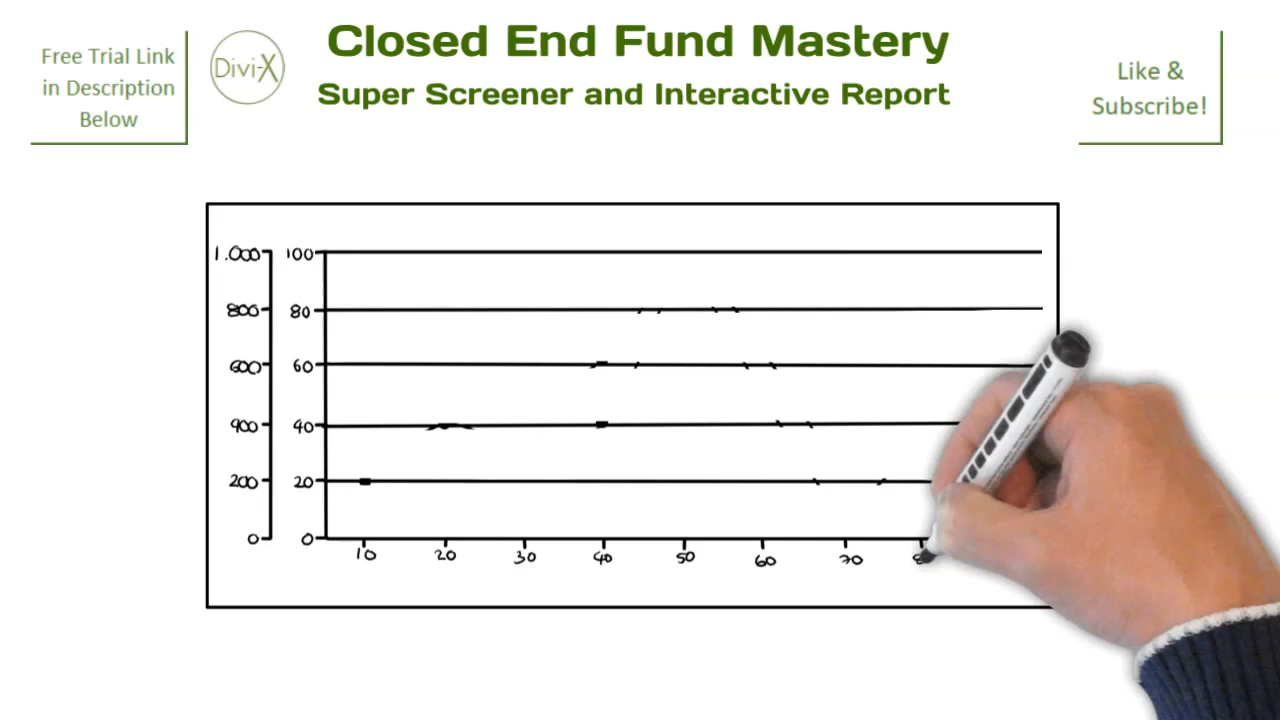 Free Trial Link
in Description
Below
Divi-X
Closed End Fund Mastery
Super Screener and Interactive Report
Like &
Subscribe!
1.000 100
800 80
600 60
900 40
200 20
0 0
10 20 30 40 50 60 70